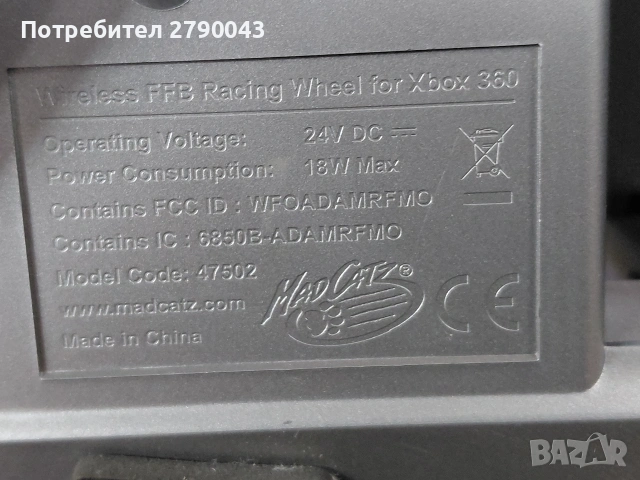 Потребител 2790043
Wireless FFB Racing Wheel for Xbox 360
Operating Voltage: 24V DC
Power Consumption: 18W Max
Contains FCC ID : WFOADAMRFMO
Contains IC : 6850B-ADAMRFMO
Model Code: 47502
www.madcatz.com
Made in China
MAD CATZ®
CE
BAZAR